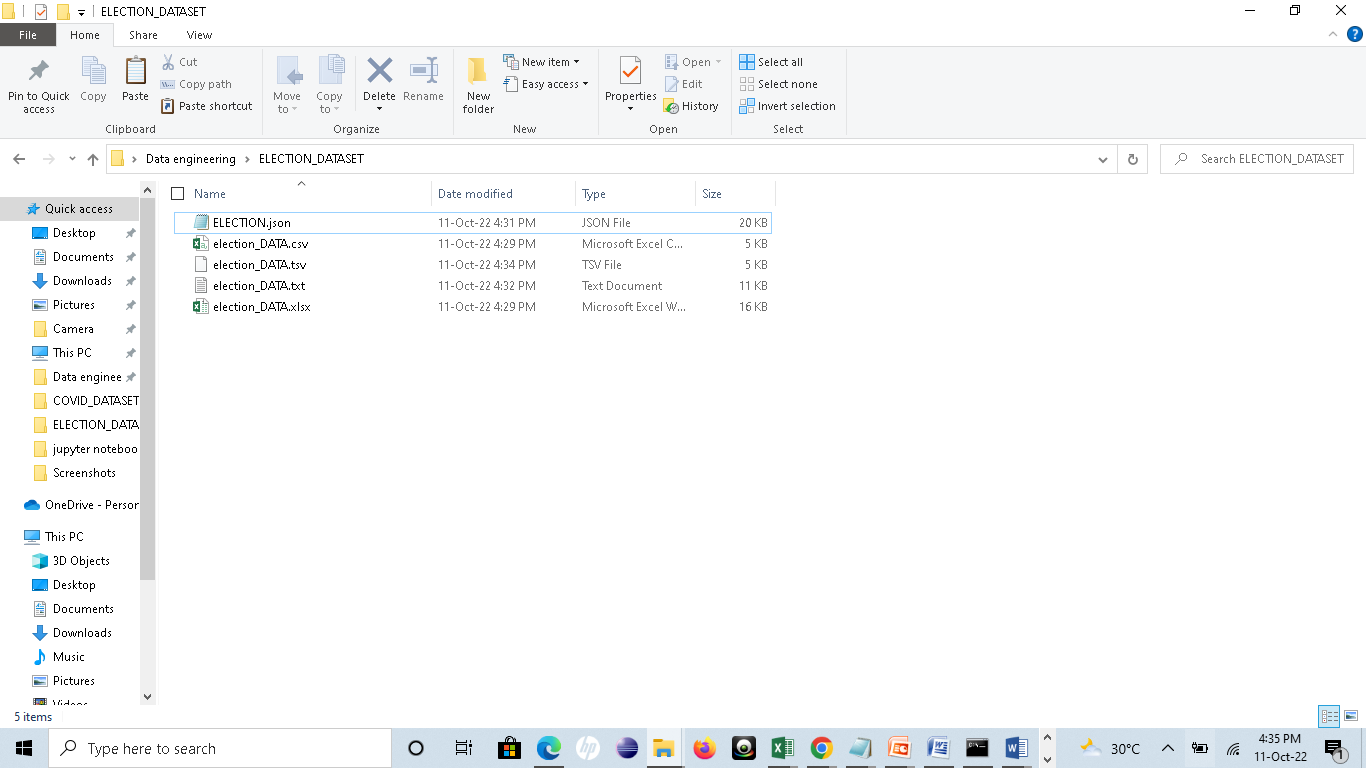 ELECTION_DATASET
File Home Share View
Pin to Quick access
Copy
Paste
Cut
Copy path
Paste shortcut
Clipboard
Move to
Copy to
Delete
Rename
Organize
New folder
New item
Easy access
New
Properties
Open
Edit
History
Open
Select all
Select none
Invert selection
Select
Data engineering > ELECTION_DATASET
Search ELECTION_DATASET
Name Date modified Type Size
ELECTION.json 11-Oct-22 4:31 PM JSON File 20 KB
election_DATA.csv 11-Oct-22 4:29 PM Microsoft Excel C... 5 KB
election_DATA.tsv 11-Oct-22 4:34 PM TSV File 5 KB
election_DATA.txt 11-Oct-22 4:32 PM Text Document 11 KB
election_DATA.xlsx 11-Oct-22 4:29 PM Microsoft Excel W... 16 KB
Quick access
Desktop
Documents
Downloads
Pictures
Camera
This PC
Data enginee
COVID_DATASET
ELECTION_DATA
jupyter noteboo
Screenshots
OneDrive - Person
This PC
3D Objects
Desktop
Documents
Downloads
Music
Pictures
Videos
5 items
Type here to search
30°C
4:35 PM
11-Oct-22
1